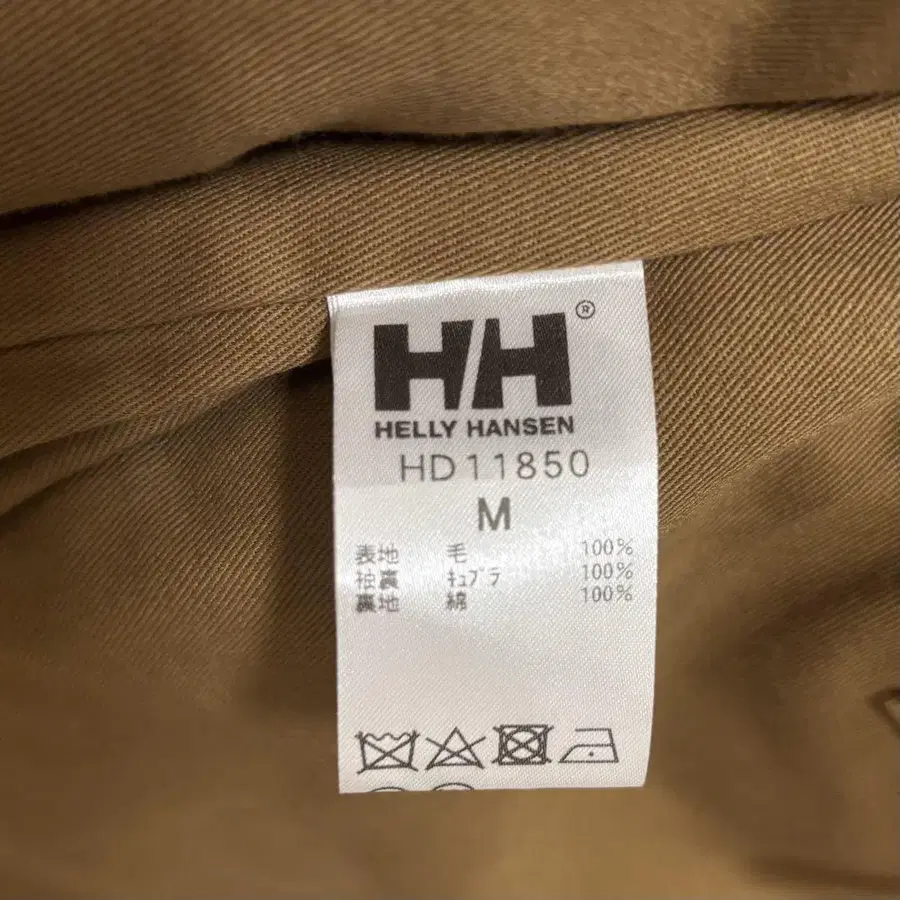 HH®
HELLY HANSEN
HD11850
M
表地 毛 100%
袖裏 ｷｭﾌﾟﾗ 100%
裏地 綿 100%